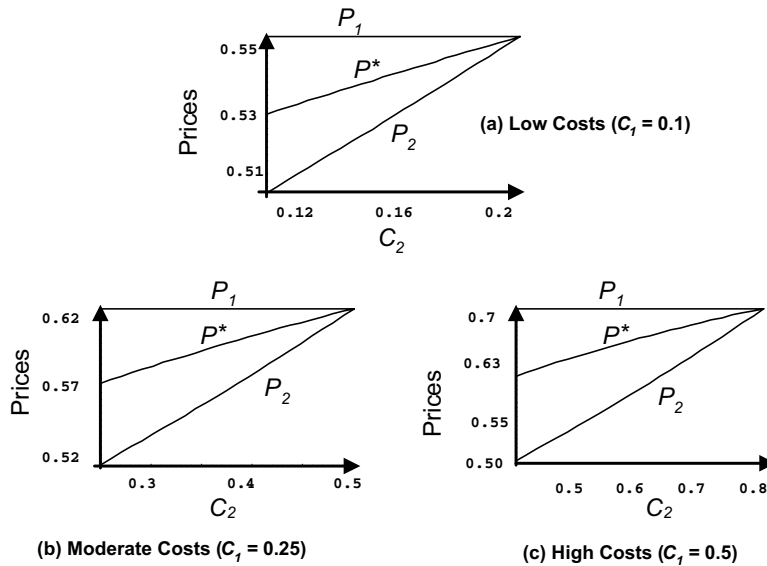 P1
0.55
P*
0.53
P2
0.51
Prices
0.12 0.16 0.2
C2
(a) Low Costs (C1 = 0.1)
P1
0.62
P*
0.57
P2
0.52
Prices
0.3 0.4 0.5
C2
(b) Moderate Costs (C1 = 0.25)
P1
0.7
P*
0.63
P2
0.55
0.50
Prices
0.5 0.6 0.7 0.8
C2
(c) High Costs (C1 = 0.5)